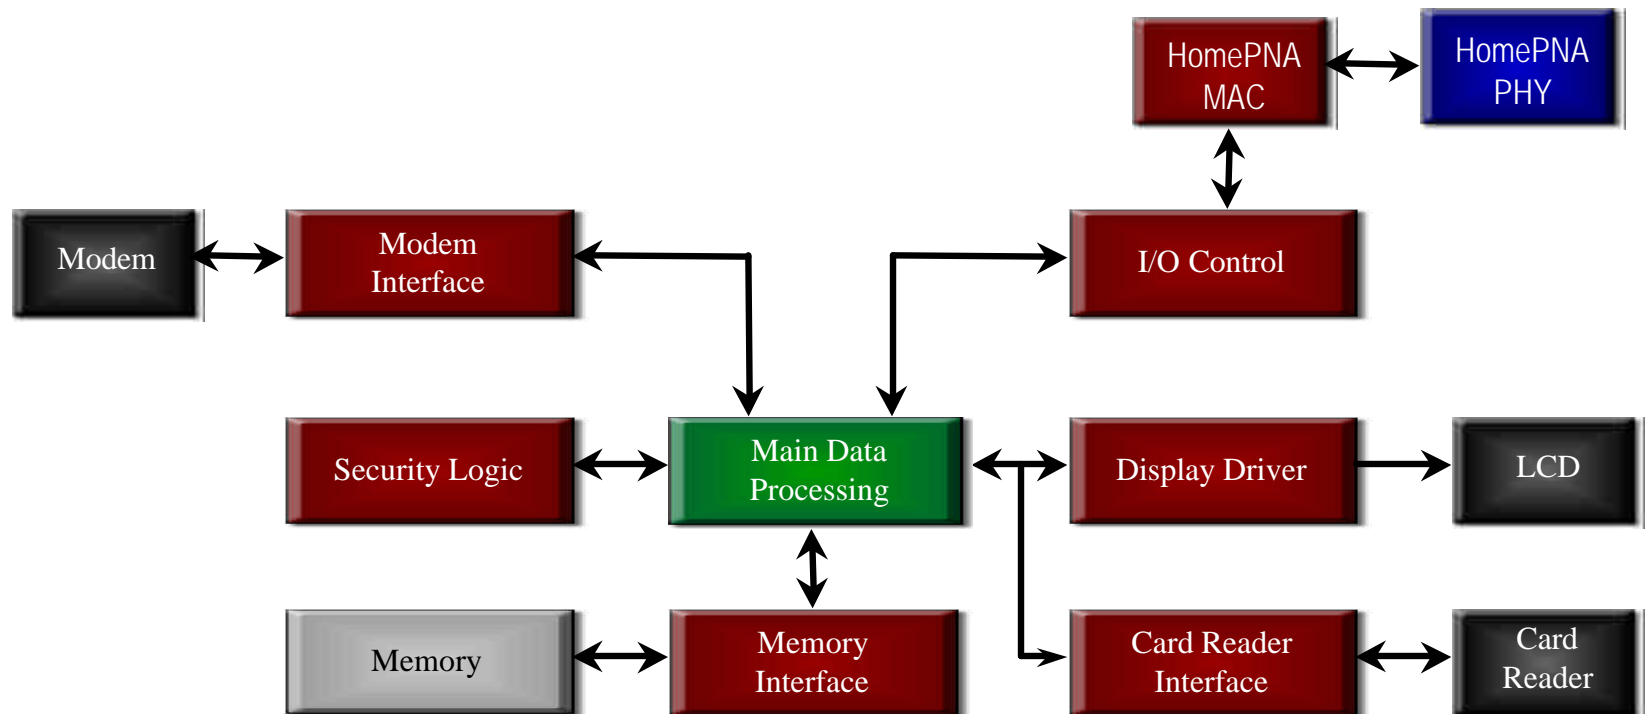 HomePNA
MAC
HomePNA
PHY
Modem
Modem
Interface
I/O Control
Security Logic
Main Data
Processing
Display Driver
LCD
Memory
Memory
Interface
Card Reader
Interface
Card
Reader